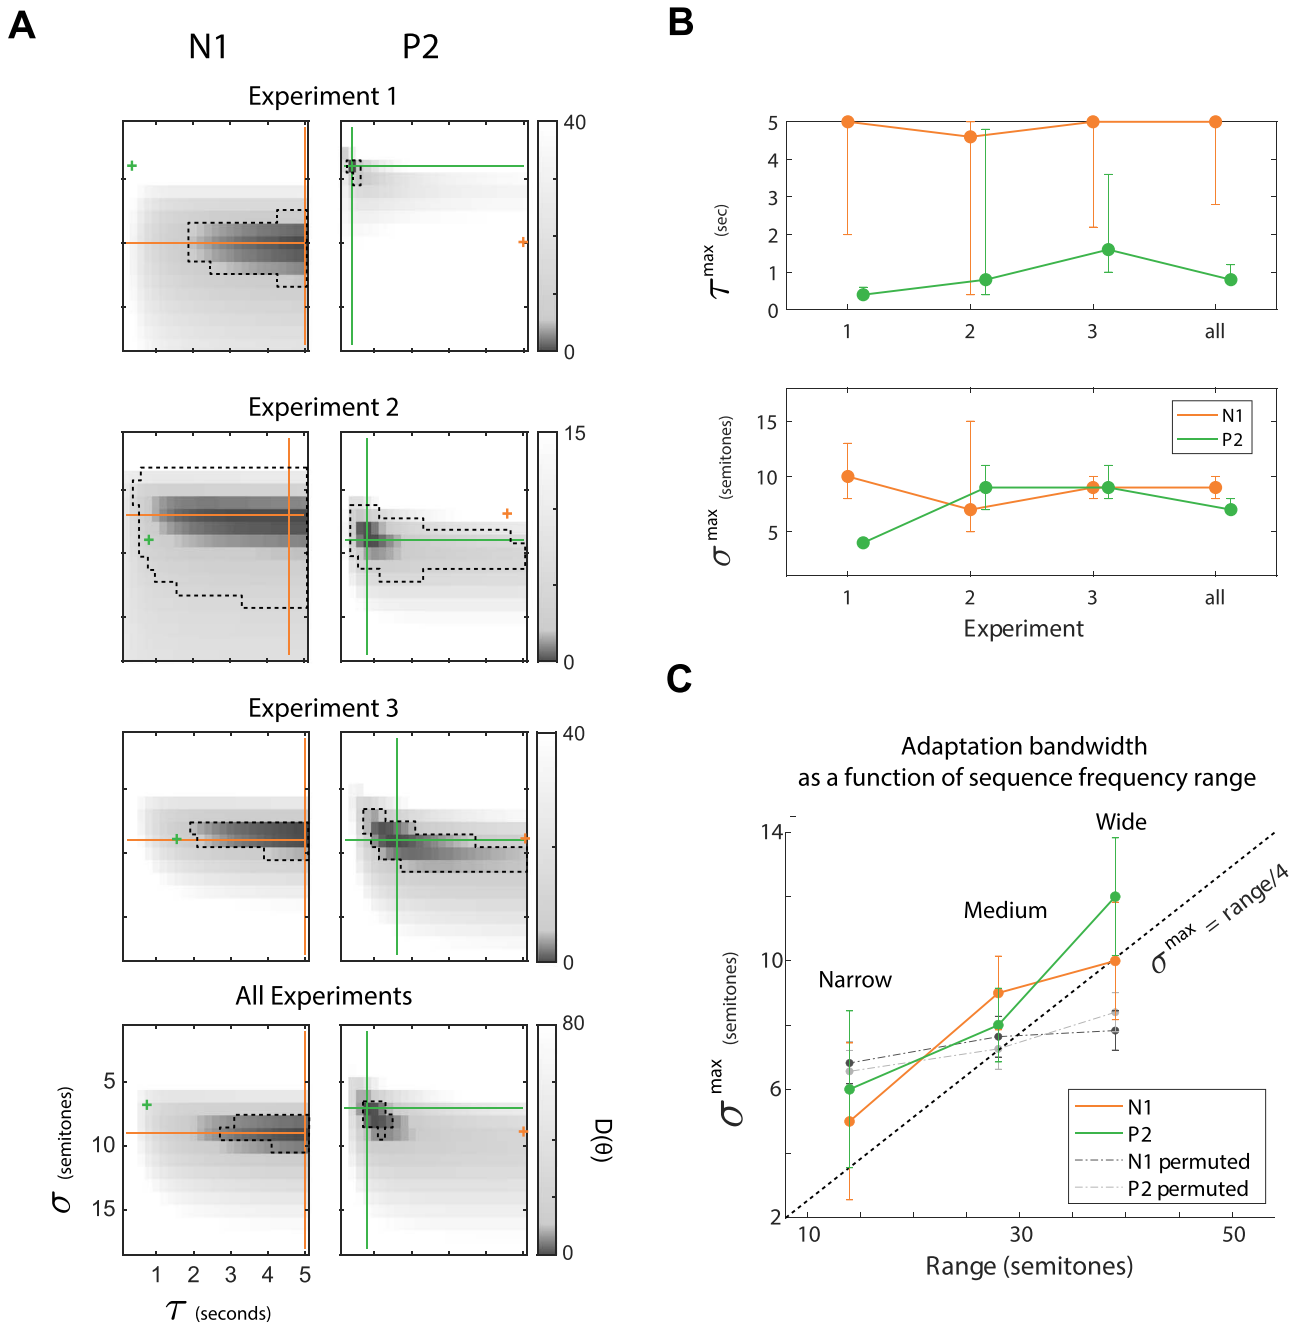 A
N1
P2
Experiment 1
40
0
Experiment 2
15
0
Experiment 3
40
0
All Experiments
80
0
D(θ)
5
10
15
σ (semitones)
1 2 3 4 5
τ (seconds)
B
5
4
3
2
1
0
τ max (sec)
1 2 3 all
15
10
5
σ max (semitones)
N1
P2
1 2 3 all
Experiment
C
Adaptation bandwidth
as a function of sequence frequency range
Wide
Medium
Narrow
σ max = range/4
14
10
6
2
σ max (semitones)
N1
P2
N1 permuted
P2 permuted
10 30 50
Range (semitones)